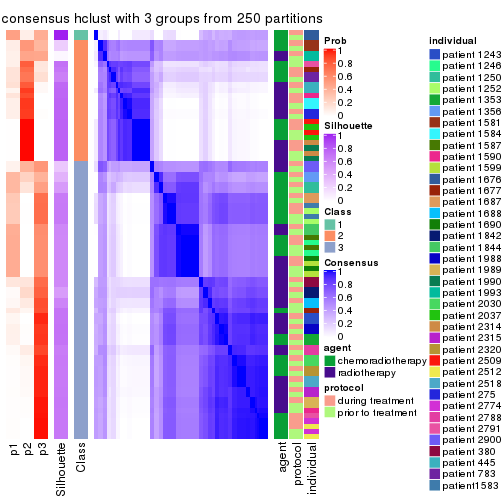 consensus hclust with 3 groups from 250 partitions
p1
p2
p3
Silhouette
Class
agent
protocol
individual
Prob
1
0.8
0.6
0.4
0.2
0
Silhouette
1
0.8
0.6
0.4
0.2
0
Class
1
2
3
Consensus
1
0.8
0.6
0.4
0.2
0
agent
chemoradiotherapy
radiotherapy
protocol
during treatment
prior to treatment
individual
patient 1243
patient 1246
patient 1250
patient 1252
patient 1353
patient 1356
patient 1581
patient 1584
patient 1587
patient 1590
patient 1599
patient 1676
patient 1677
patient 1687
patient 1688
patient 1690
patient 1842
patient 1844
patient 1988
patient 1989
patient 1990
patient 1993
patient 2030
patient 2037
patient 2314
patient 2315
patient 2320
patient 2509
patient 2512
patient 2518
patient 275
patient 2774
patient 2788
patient 2791
patient 2900
patient 380
patient 445
patient 783
patient1583